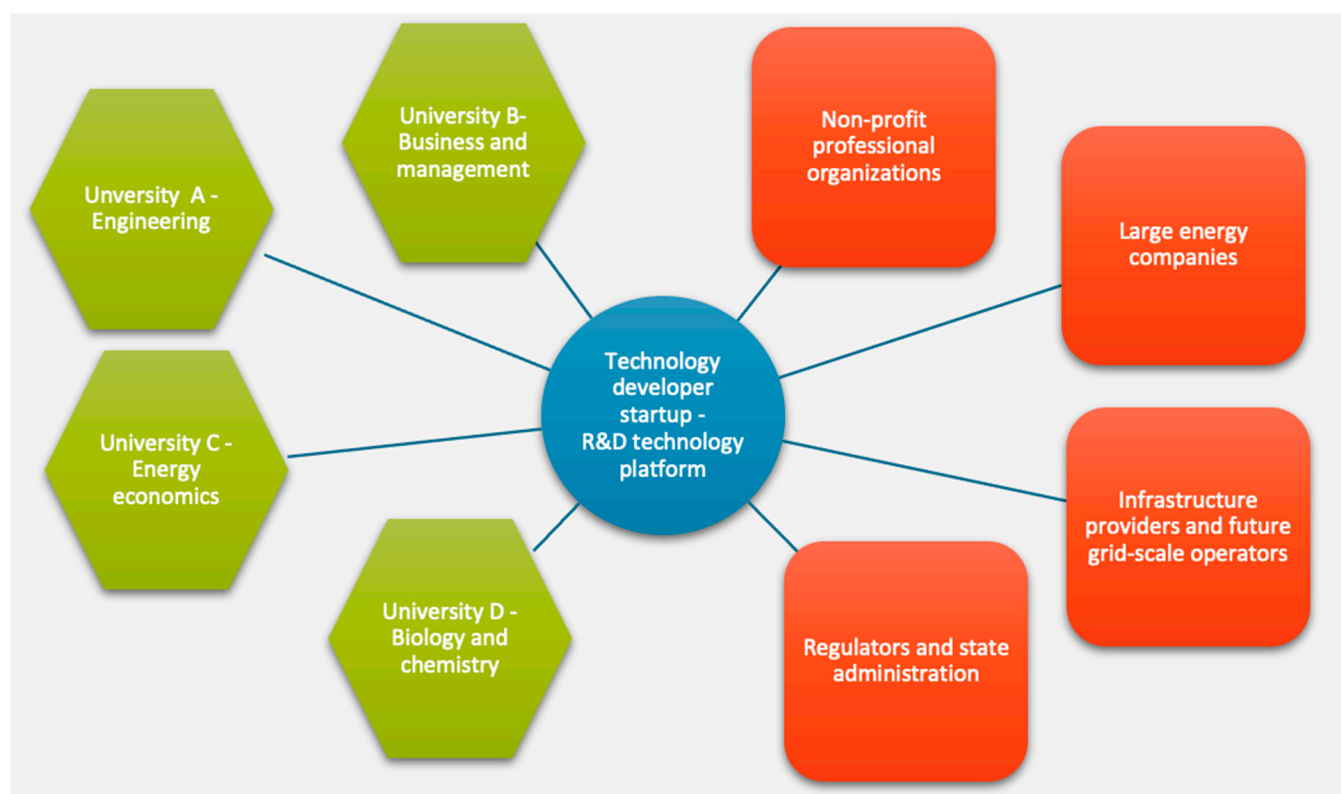 Unversity  A -
Engineering
University B-
Business and
management
Non-profit
professional
organizations
Large energy
companies
Technology
developer
startup -
R&D technology
platform
University C -
Energy
economics
Infrastructure
providers and future
grid-scale operators
University D -
Biology and
chemistry
Regulators and state
administration